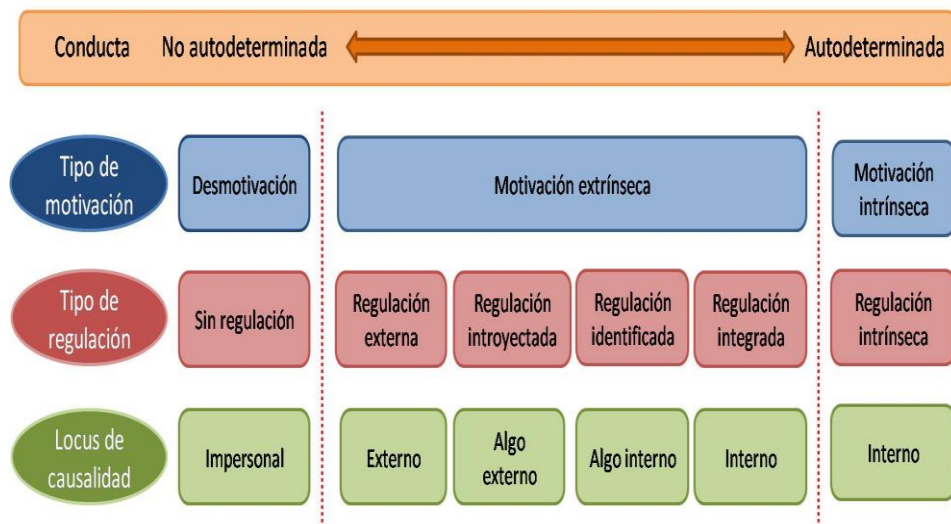 Conducta No autodeterminada Autodeterminada
Tipo de
motivación
Desmotivación
Motivación extrínseca
Motivación
intrínseca
Tipo de
regulación
Sin regulación
Regulación
externa
Regulación
introyectada
Regulación
identificada
Regulación
integrada
Regulación
intrínseca
Locus de
causalidad
Impersonal
Externo
Algo
externo
Algo interno
Interno
Interno